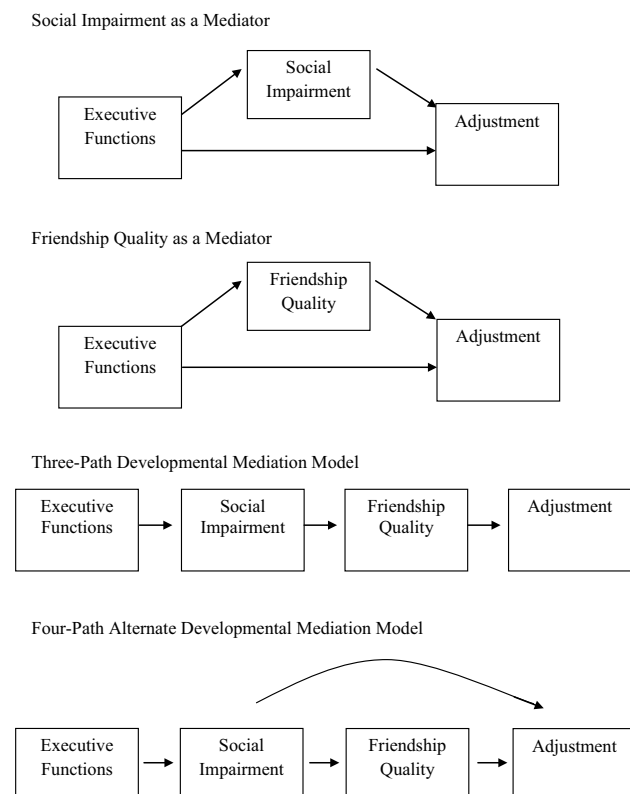 Social Impairment as a Mediator
Social
Impairment
Executive
Functions
Adjustment
Friendship Quality as a Mediator
Friendship
Quality
Executive
Functions
Adjustment
Three-Path Developmental Mediation Model
Executive
Functions
Social
Impairment
Friendship
Quality
Adjustment
Four-Path Alternate Developmental Mediation Model
Executive
Functions
Social
Impairment
Friendship
Quality
Adjustment